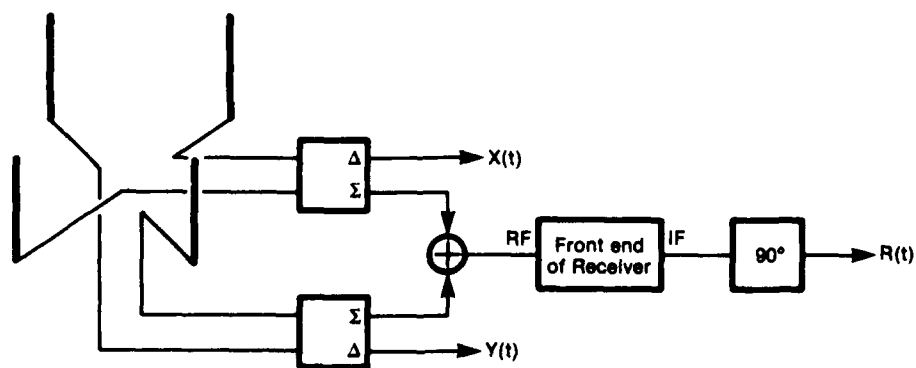 Δ
X(t)
Σ
RF
Front end
of Receiver
IF
90°
R(t)
Σ
Δ
Y(t)